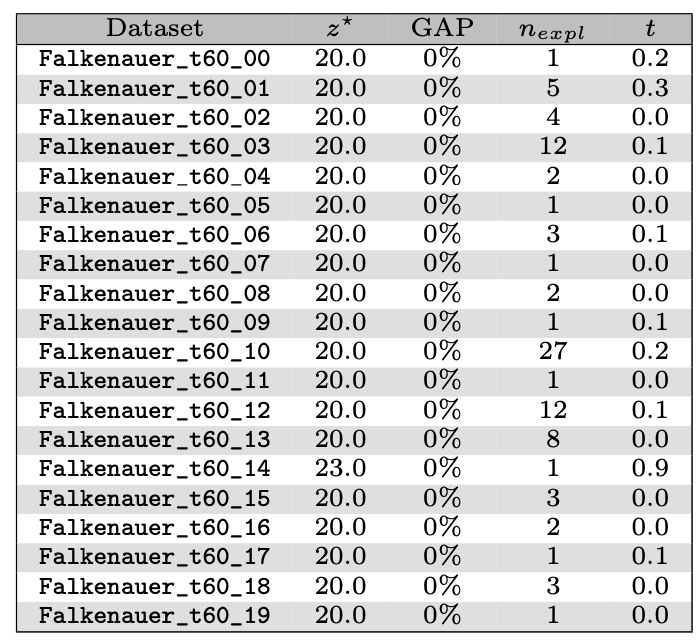 Dataset z* GAP n_expl t
Falkenauer_t60_00 20.0 0% 1 0.2
Falkenauer_t60_01 20.0 0% 5 0.3
Falkenauer_t60_02 20.0 0% 4 0.0
Falkenauer_t60_03 20.0 0% 12 0.1
Falkenauer_t60_04 20.0 0% 2 0.0
Falkenauer_t60_05 20.0 0% 1 0.0
Falkenauer_t60_06 20.0 0% 3 0.1
Falkenauer_t60_07 20.0 0% 1 0.0
Falkenauer_t60_08 20.0 0% 2 0.0
Falkenauer_t60_09 20.0 0% 1 0.1
Falkenauer_t60_10 20.0 0% 27 0.2
Falkenauer_t60_11 20.0 0% 1 0.0
Falkenauer_t60_12 20.0 0% 12 0.1
Falkenauer_t60_13 20.0 0% 8 0.0
Falkenauer_t60_14 23.0 0% 1 0.9
Falkenauer_t60_15 20.0 0% 3 0.0
Falkenauer_t60_16 20.0 0% 2 0.0
Falkenauer_t60_17 20.0 0% 1 0.1
Falkenauer_t60_18 20.0 0% 3 0.0
Falkenauer_t60_19 20.0 0% 1 0.0